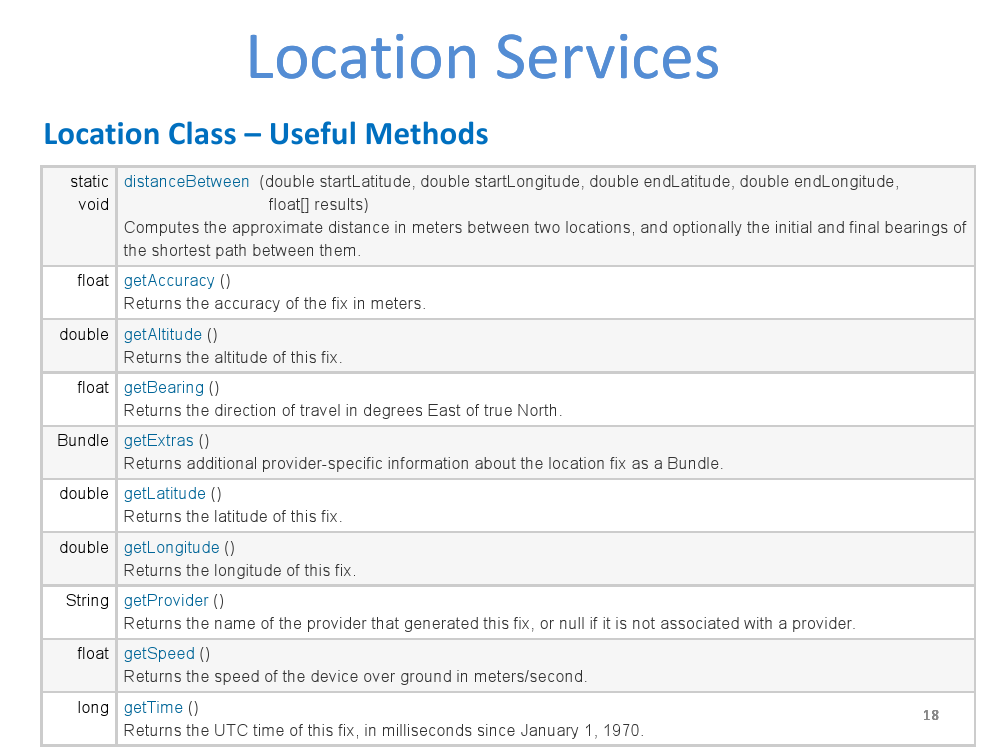 Location Services
Location Class – Useful Methods
static distanceBetween (double startLatitude, double startLongitude, double endLatitude, double endLongitude,
void float[] results)
Computes the approximate distance in meters between two locations, and optionally the initial and final bearings of
the shortest path between them.
float getAccuracy ()
Returns the accuracy of the fix in meters.
double getAltitude ()
Returns the altitude of this fix.
float getBearing ()
Returns the direction of travel in degrees East of true North.
Bundle getExtras ()
Returns additional provider-specific information about the location fix as a Bundle.
double getLatitude ()
Returns the latitude of this fix.
double getLongitude ()
Returns the longitude of this fix.
String getProvider ()
Returns the name of the provider that generated this fix, or null if it is not associated with a provider.
float getSpeed ()
Returns the speed of the device over ground in meters/second.
long getTime ()
Returns the UTC time of this fix, in milliseconds since January 1, 1970.
18